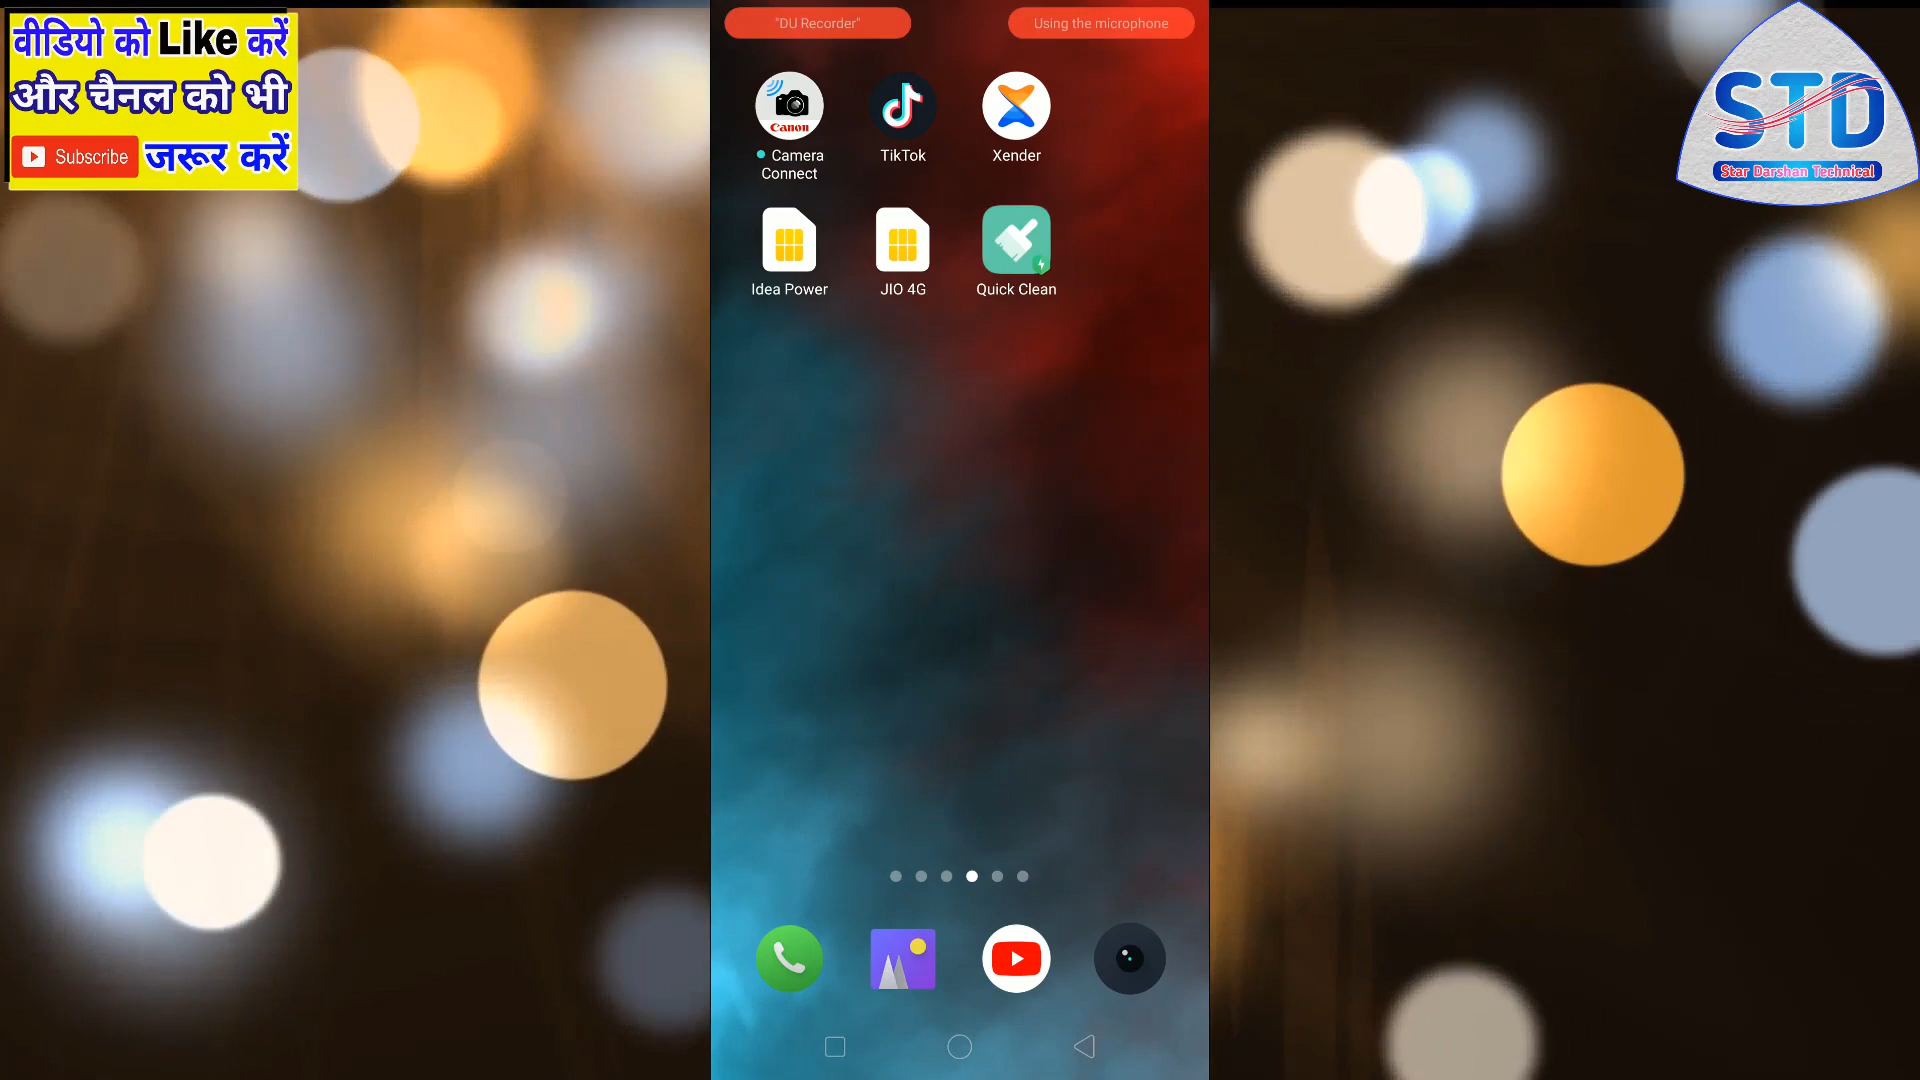 वीडियो को Like करें
और चैनल को भी
Subscribe जरूर करें
"DU Recorder"
Using the microphone
Canon
Camera Connect
TikTok
Xender
Idea Power
JIO 4G
Quick Clean
STD
Star Darshan Technical